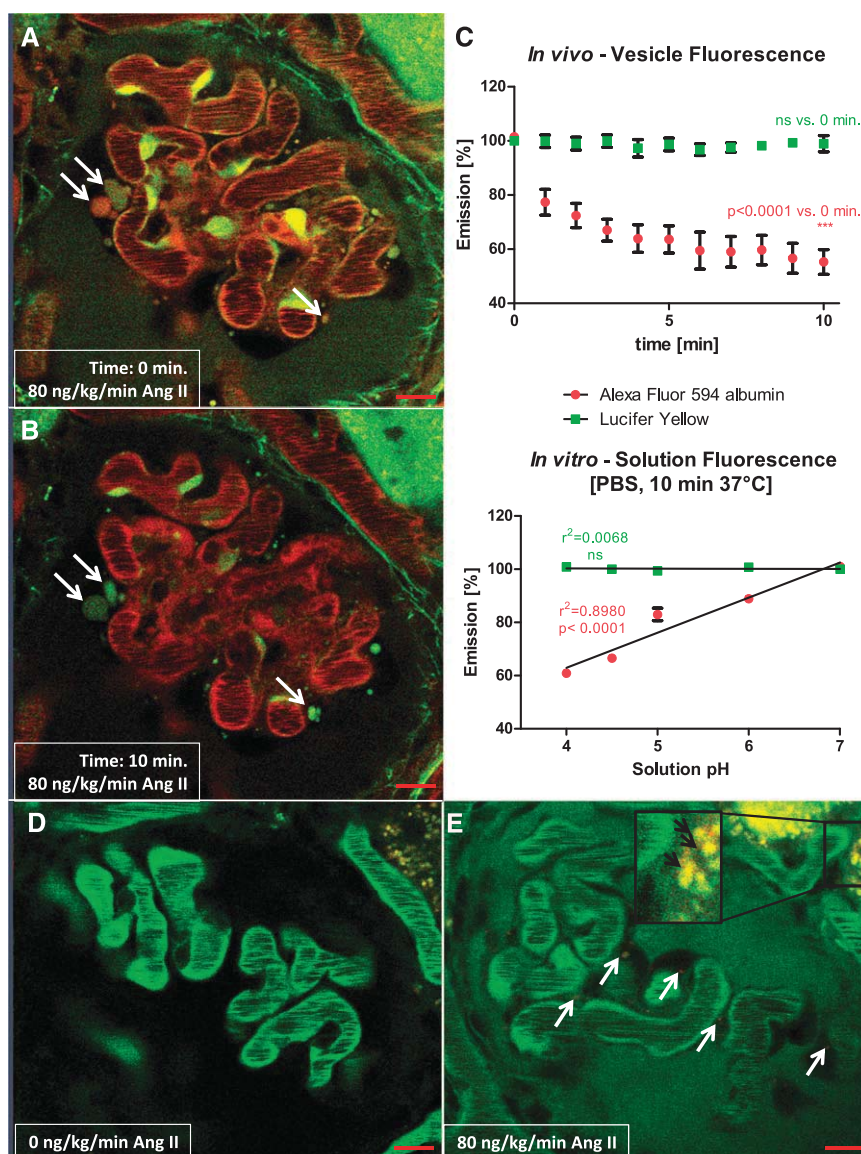 A
Time: 0 min.
80 ng/kg/min Ang II
B
Time: 10 min.
80 ng/kg/min Ang II
C
In vivo - Vesicle Fluorescence
ns vs. 0 min.
p<0.0001 vs. 0 min.
***
Emission [%]
120
100
80
60
40
0
5
10
time [min]
Alexa Fluor 594 albumin
Lucifer Yellow
In vitro - Solution Fluorescence
[PBS, 10 min 37°C]
r²=0.0068
ns
r²=0.8980
p< 0.0001
Emission [%]
120
100
80
60
40
4
5
6
7
Solution pH
D
0 ng/kg/min Ang II
E
80 ng/kg/min Ang II